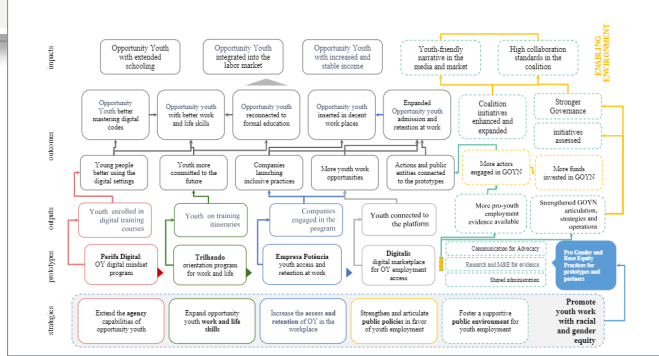 impacts
Opportunity Youth
with extended
schooling
Opportunity Youth
integrated into the
labor market
Opportunity Youth
with increased and
stable income
Youth-friendly
narrative in the
media and market
High collaboration
standards in the
coalition
ENABLING
ENVIRONMENT
outcomes
Opportunity
Youth better
mastering digital
codes
Opportunity youth
with better work
and life skills
Opportunity youth
reconnected to
formal education
Opportunity youth
inserted in decent
work places
Expanded
Opportunity youth
admission and
retention at work
Coalition
initiatives
enhanced and
expanded
Stronger
Governance
initiatives
assessed
Young people
better using the
digital settings
Youth more
committed to the
future
Companies
launching
inclusive practices
More youth work
opportunities
Actions and public
entities connected
to the prototypes
More actors
engaged in GOYN
More funds
invested in GOYN
outputs
Youth enrolled in
digital training
courses
Youth on training
itineraries
Companies
engaged in the
program
Youth connected to
the platform
More pro-youth
employment
evidence available
Strengthened GOYN
articulation,
strategies and
operations
prototypes
Perifa Digital
OY digital mindset
program
Trilhando
orientation program
for work and life
Empresa Potência
youth access and
retention at work
Digitalis
digital marketplace
for OY employment
access
Communication for Advocacy
Research and M&E for evidence
Shared administration
Pro Gender and
Race Equity
Practices for
prototypes and
partners
strategies
Extend the agency
capabilities of
opportunity youth
Expand opportunity
youth work and life
skills
Increase the access and
retention of OY in the
workplace
Strengthen and articulate
public policies in favor
of youth employment
Foster a supportive
public environment for
youth employment
Promote
youth work
with racial
and gender
equity